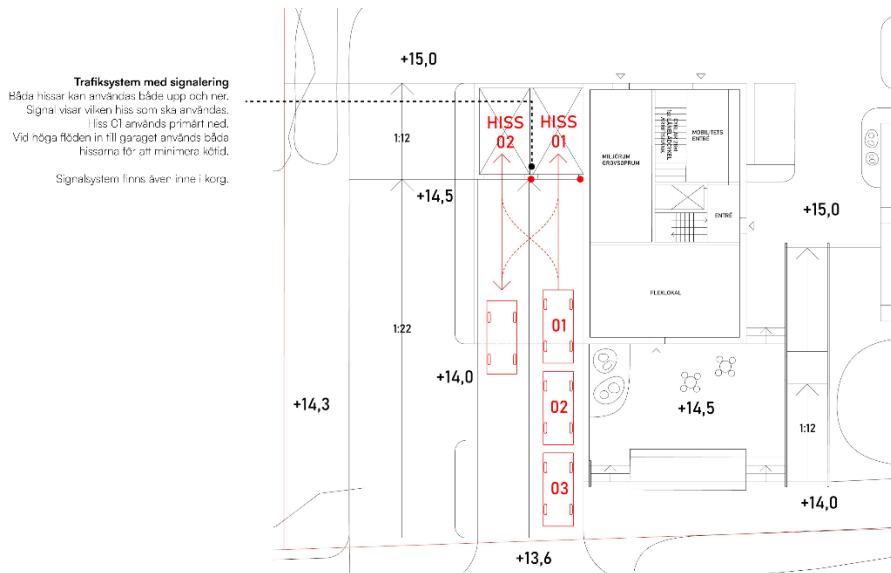 +15,0
Trafiksystem med signalering
Båda hissar kan användas både upp och ner.
Signal visar vilken hiss som ska användas.
Hiss 01 används primärt ned.
Vid höga flöden in till garaget används båda
hissarna för att minimera kötid.
Signalsystem finns även inne i korg.
1:12
HISS
02
HISS
01
MOBILITETS
ENTRÉ
MILJÖRUM
GROVSOPRUM
+14,5
ENTRÉ
+15,0
FLEXLOKAL
01
1:22
+14,0
+14,3
02
+14,5
1:12
03
+14,0
+13,6